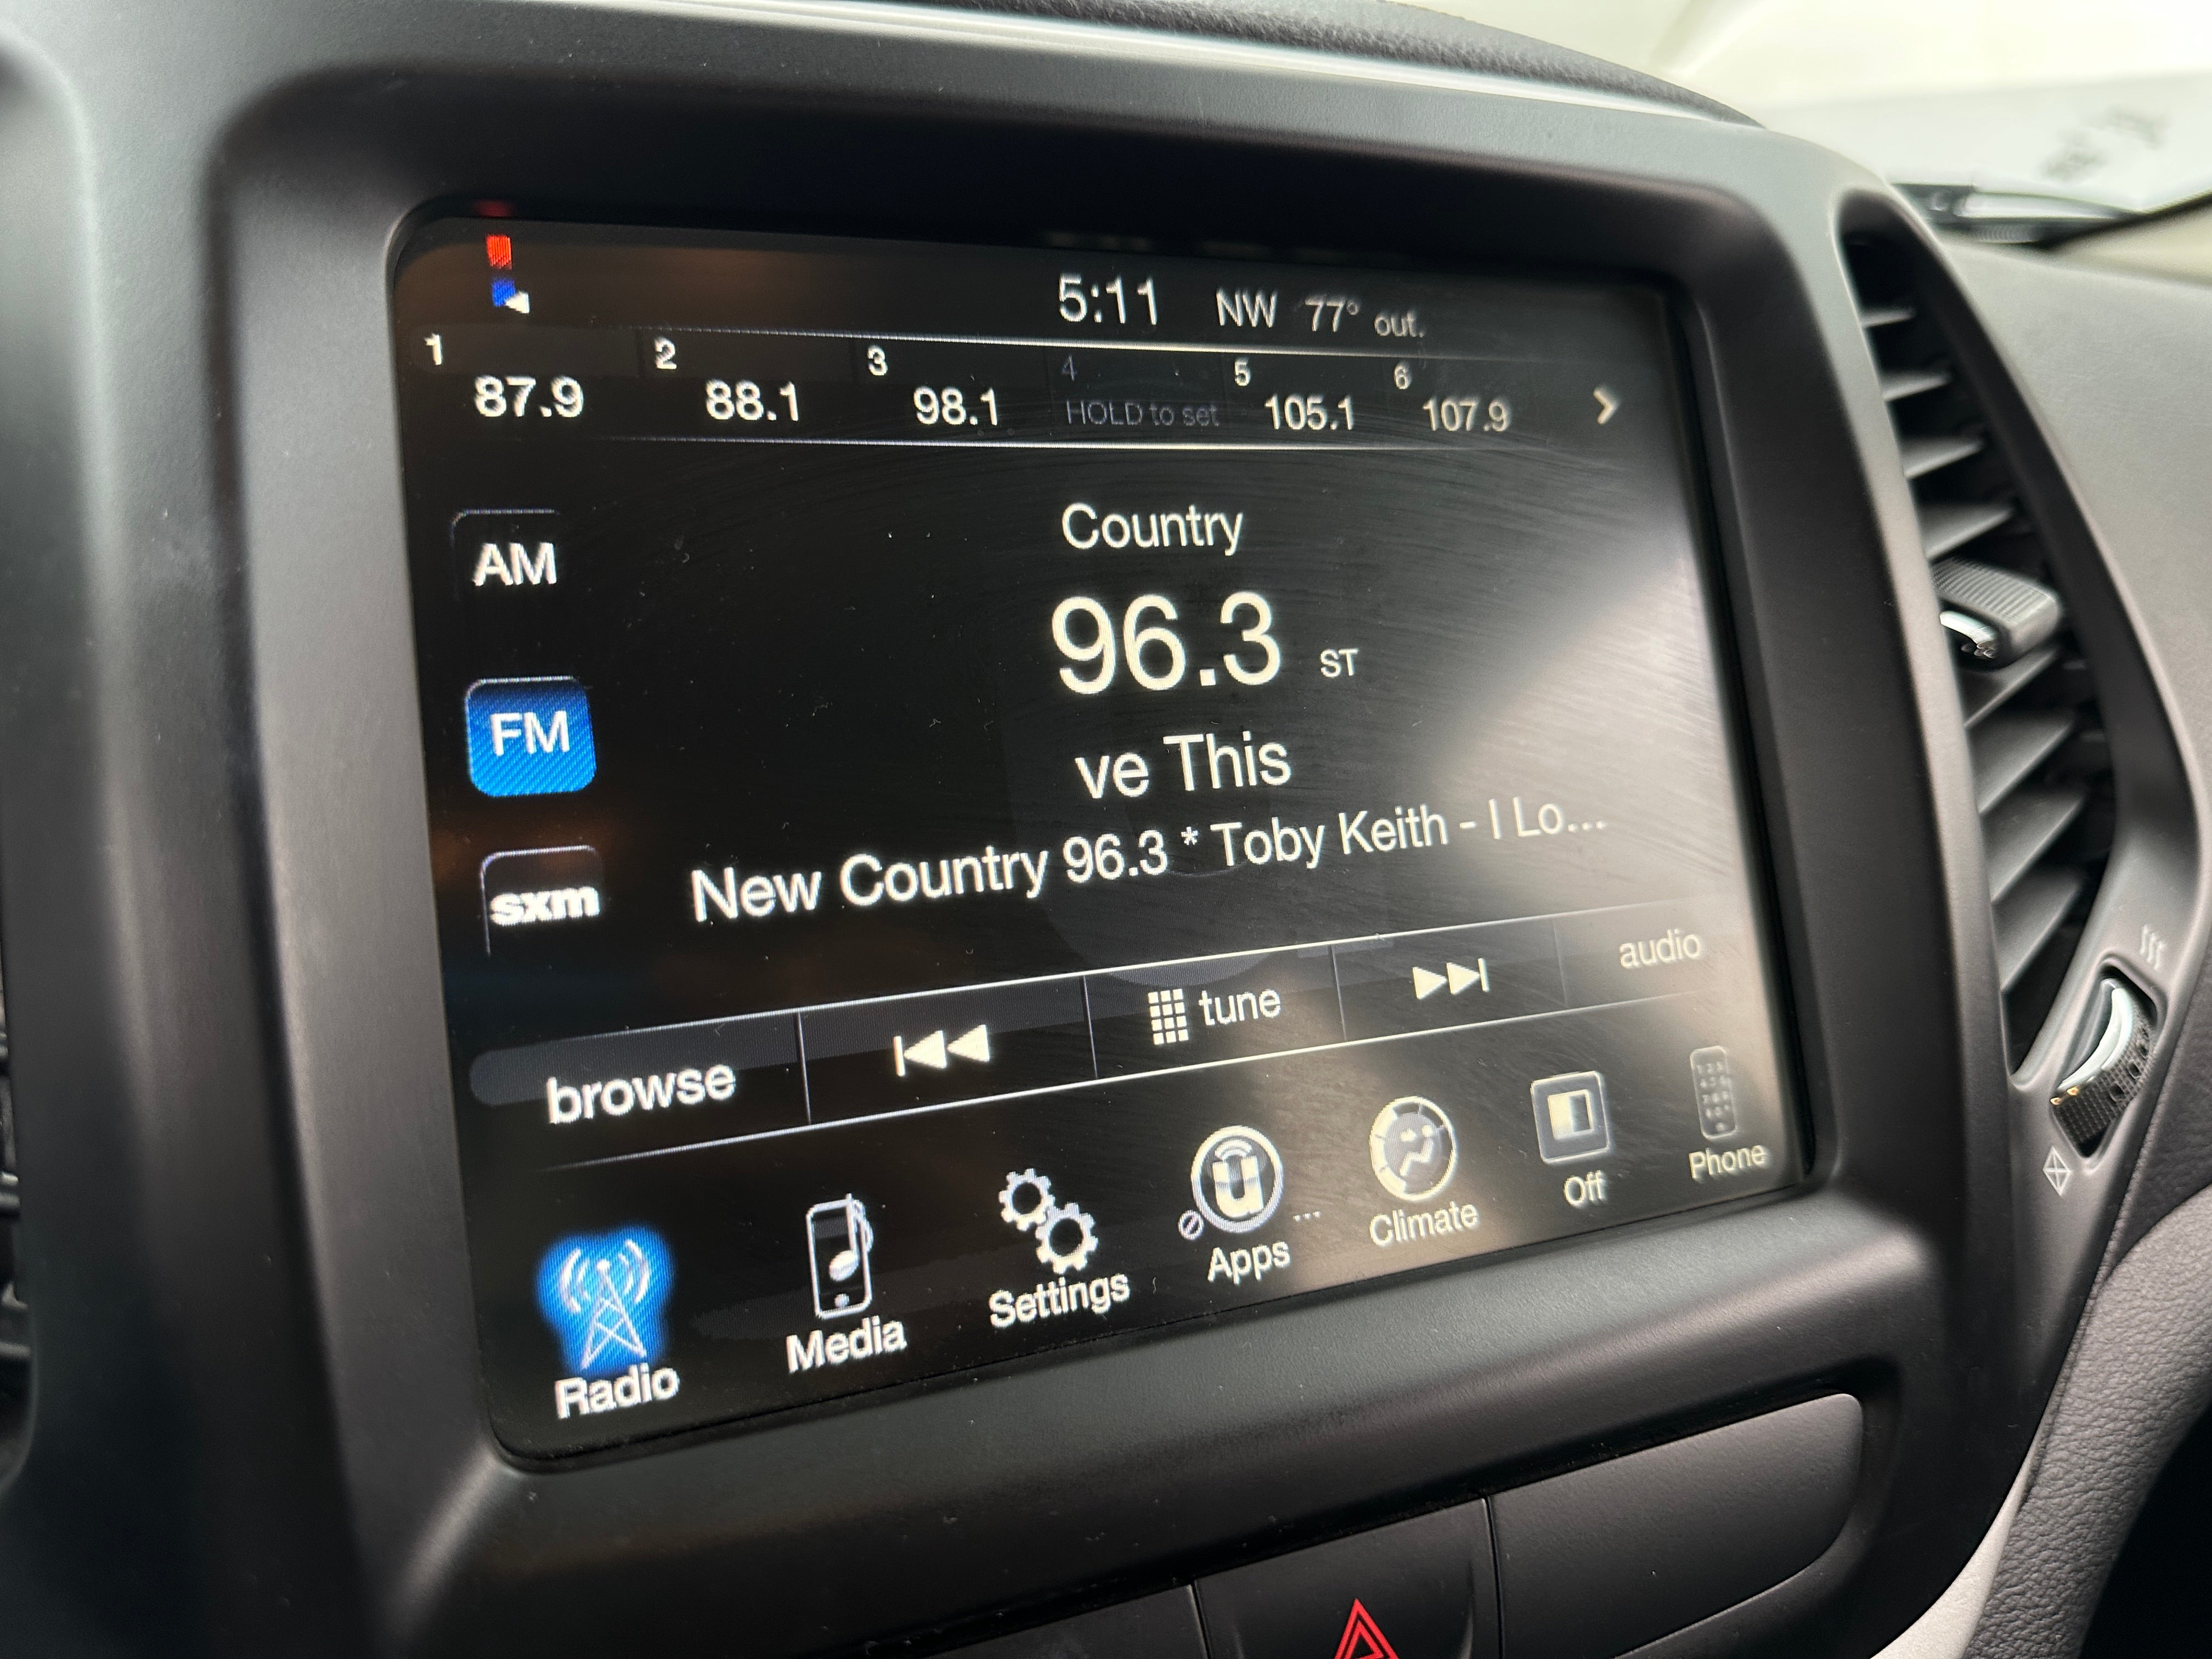 5:11 NW 77° out.
1 2 3 4 5 6
87.9 88.1 98.1 HOLD to set 105.1 107.9
Country
AM
96.3 ST
FM
ve This
New Country 96.3 * Toby Keith - I Lo...
sxm
browse tune audio
Radio Media Settings Apps ... Climate Off Phone